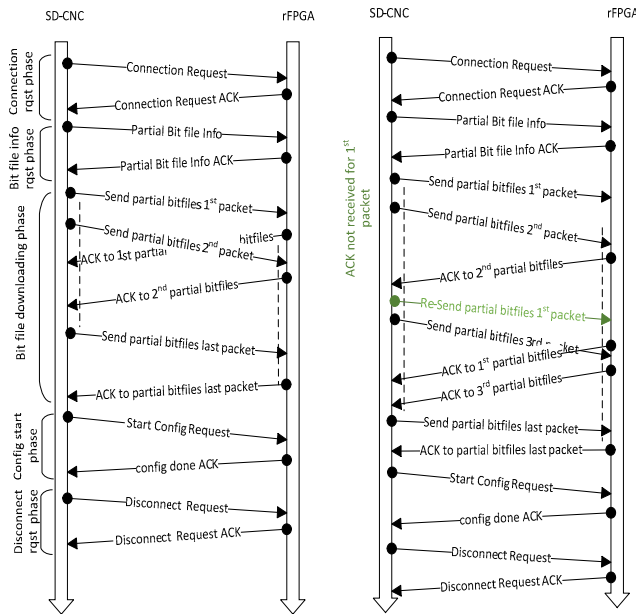 SD-CNC
rFPGA
Connection
rqst phase
Connection Request
Connection Request ACK
Bit file info
rqst phase
Partial Bit file Info
Partial Bit file Info ACK
Bit file downloading phase
Send partial bitfiles 1st packet
Send partial bitfiles 2nd packet
ACK to 1st partial
bitfiles
ACK to 2nd partial bitfiles
Send partial bitfiles last packet
ACK to partial bitfiles last packet
Config start
phase
Start Config Request
config done ACK
Disconnect
rqst phase
Disconnect Request
Disconnect Request ACK
SD-CNC
rFPGA
Connection Request
Connection Request ACK
Partial Bit file Info
Partial Bit file Info ACK
ACK not received for 1st
packet
Send partial bitfiles 1st packet
Send partial bitfiles 2nd packet
ACK to 2nd partial bitfiles
Re-Send partial bitfiles 1st packet
Send partial bitfiles 3rd packet
ACK to 1st partial bitfiles
ACK to 3rd partial bitfiles
Send partial bitfiles last packet
ACK to partial bitfiles last packet
Start Config Request
config done ACK
Disconnect Request
Disconnect Request ACK